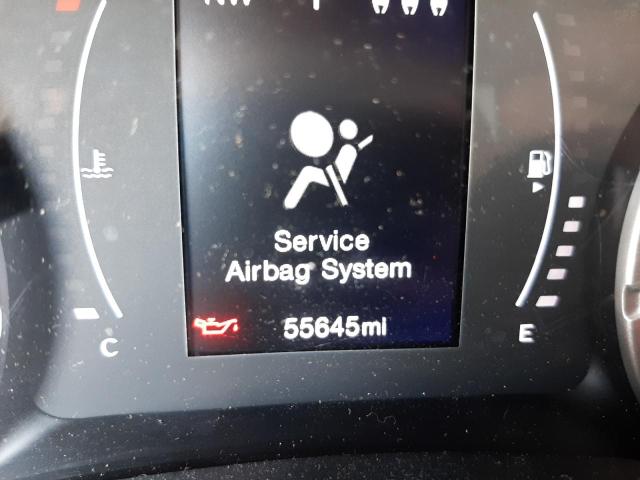 Service
Airbag System
55645mi
C
E